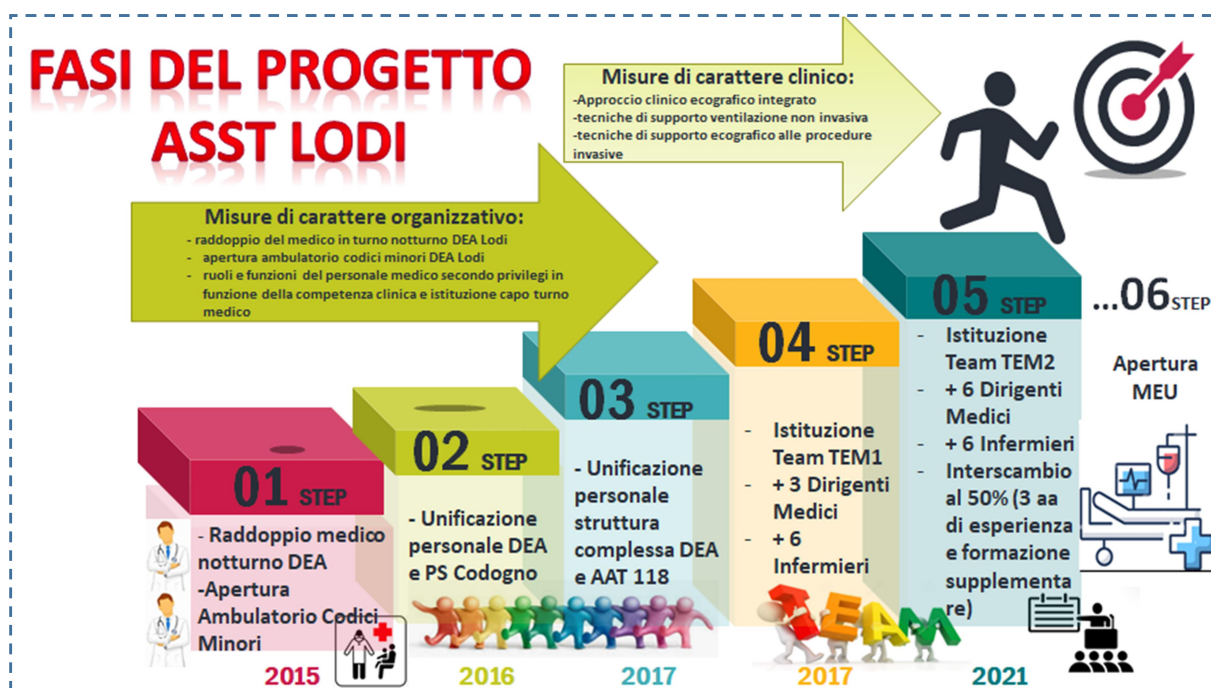 FASI DEL PROGETTO
ASST LODI
Misure di carattere clinico:
-Approccio clinico ecografico integrato
-tecniche di supporto ventilazione non invasiva
-tecniche di supporto ecografico alle procedure
invasive
Misure di carattere organizzativo:
- raddoppio del medico in turno notturno DEA Lodi
- apertura ambulatorio codici minori DEA Lodi
- ruoli e funzioni del personale medico secondo privilegi in
funzione della competenza clinica e istituzione capo turno
medico
01 STEP
- Raddoppio medico
notturno DEA
-Apertura
Ambulatorio Codici
Minori
2015
02 STEP
- Unificazione
personale DEA
e PS Codogno
2016
03 STEP
- Unificazione
personale
struttura
complessa DEA
e AAT 118
2017
04 STEP
- Istituzione
Team TEM1
- + 3 Dirigenti
Medici
- + 6
Infermieri
TEAM
2017
05 STEP
- Istituzione
Team TEM2
- + 6 Dirigenti
Medici
- + 6 Infermieri
- Interscambio
al 50% (3 aa
di esperienza
e formazione
supplementa
re)
2021
...06 STEP
Apertura
MEU